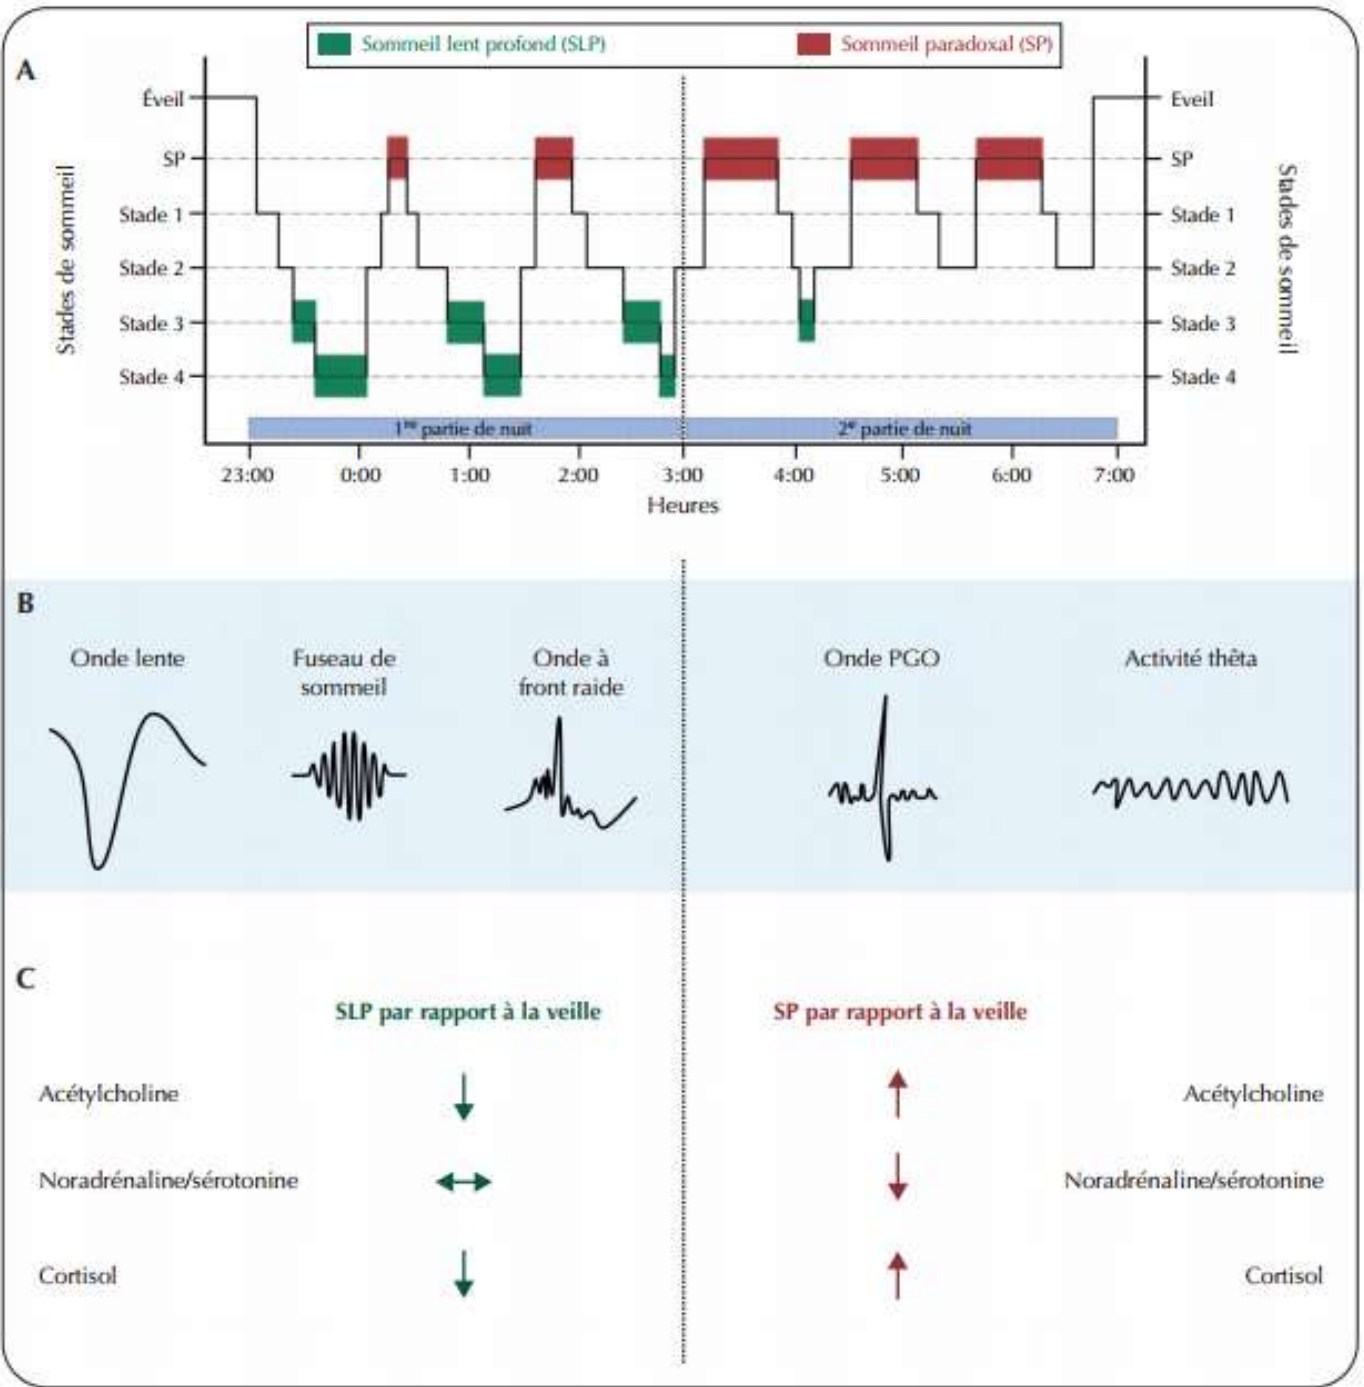 Sommeil lent profond (SLP)
Sommeil paradoxal (SP)
A
Stades de sommeil
Éveil
SP
Stade 1
Stade 2
Stade 3
Stade 4
Eveil
SP
Stade 1
Stade 2
Stade 3
Stade 4
Stades de sommeil
1re partie de nuit
2e partie de nuit
23:00 0:00 1:00 2:00 3:00 4:00 5:00 6:00 7:00
Heures
B
Onde lente
Fuseau de
sommeil
Onde à
front raide
Onde PGO
Activité thêta
C
SLP par rapport à la veille
SP par rapport à la veille
Acétylcholine
Acétylcholine
Noradrénaline/sérotonine
Noradrénaline/sérotonine
Cortisol
Cortisol